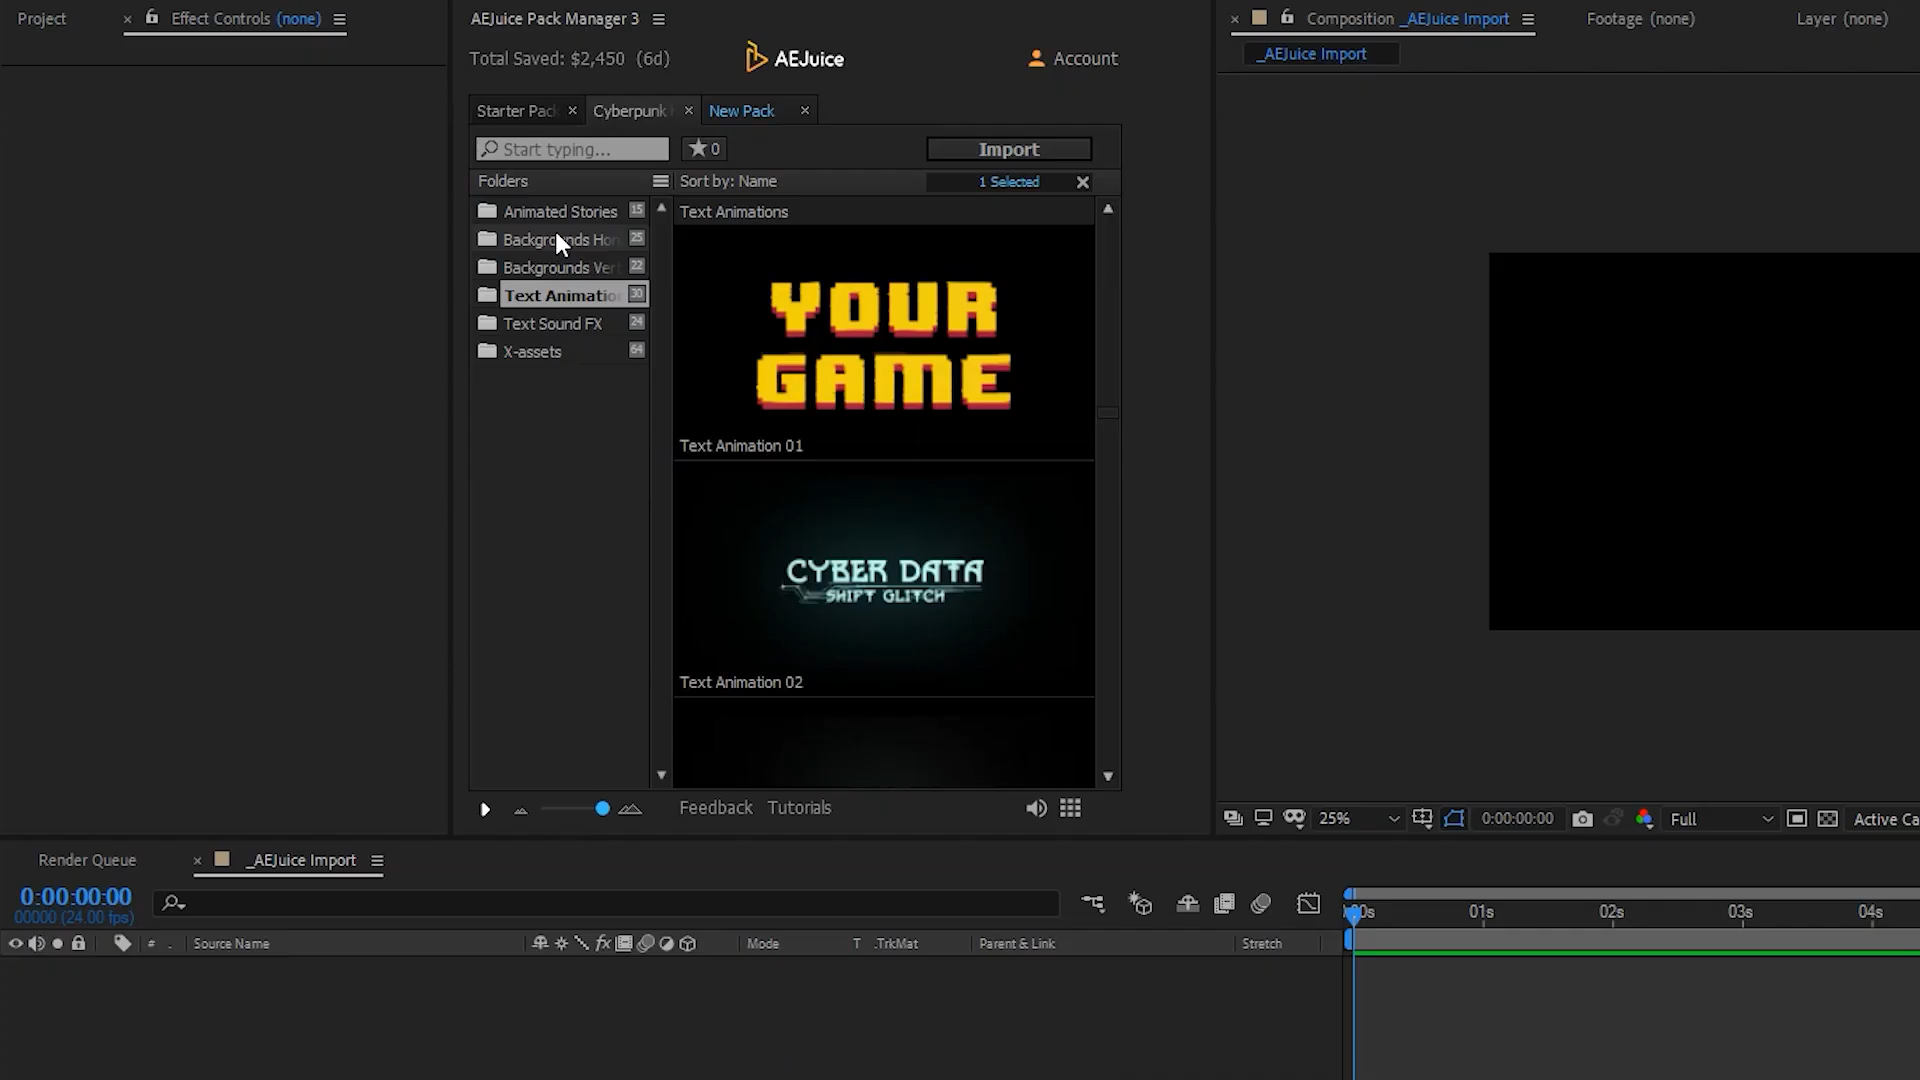 Project
× Effect Controls (none)
AEJuice Pack Manager 3
× Composition _AEJuice Import
Footage (none)
Layer (none)
Total Saved: $2,450 (6d)
AEJuice
Account
_AEJuice Import
Starter Pac ×
Cyberpunk ×
New Pack ×
Start typing...
0
Import
Folders
Sort by: Name
1 Selected
Animated Stories 15
Text Animations
Backgrounds Hor 25
Backgrounds Ver 22
Text Animatio 30
Text Sound FX 24
X-assets 64
YOUR
GAME
Text Animation 01
CYBER DATA
SHIFT GLITCH
Text Animation 02
Feedback
Tutorials
25%
0:00:00:00
Full
Active Ca
Render Queue
× _AEJuice Import
0:00:00:00
00000 (24.00 fps)
:00s 01s 02s 03s 04s
# . Source Name
fx
Mode
T .TrkMat
Parent & Link
Stretch